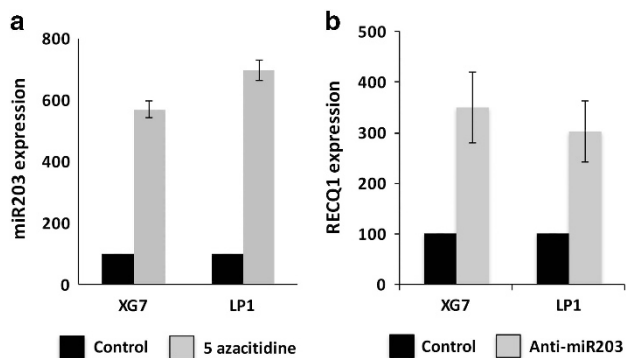 a
miR203 expression
800
600
400
200
0
XG7
LP1
Control
5 azacitidine
b
RECQ1 expression
500
400
300
200
100
0
XG7
LP1
Control
Anti-miR203